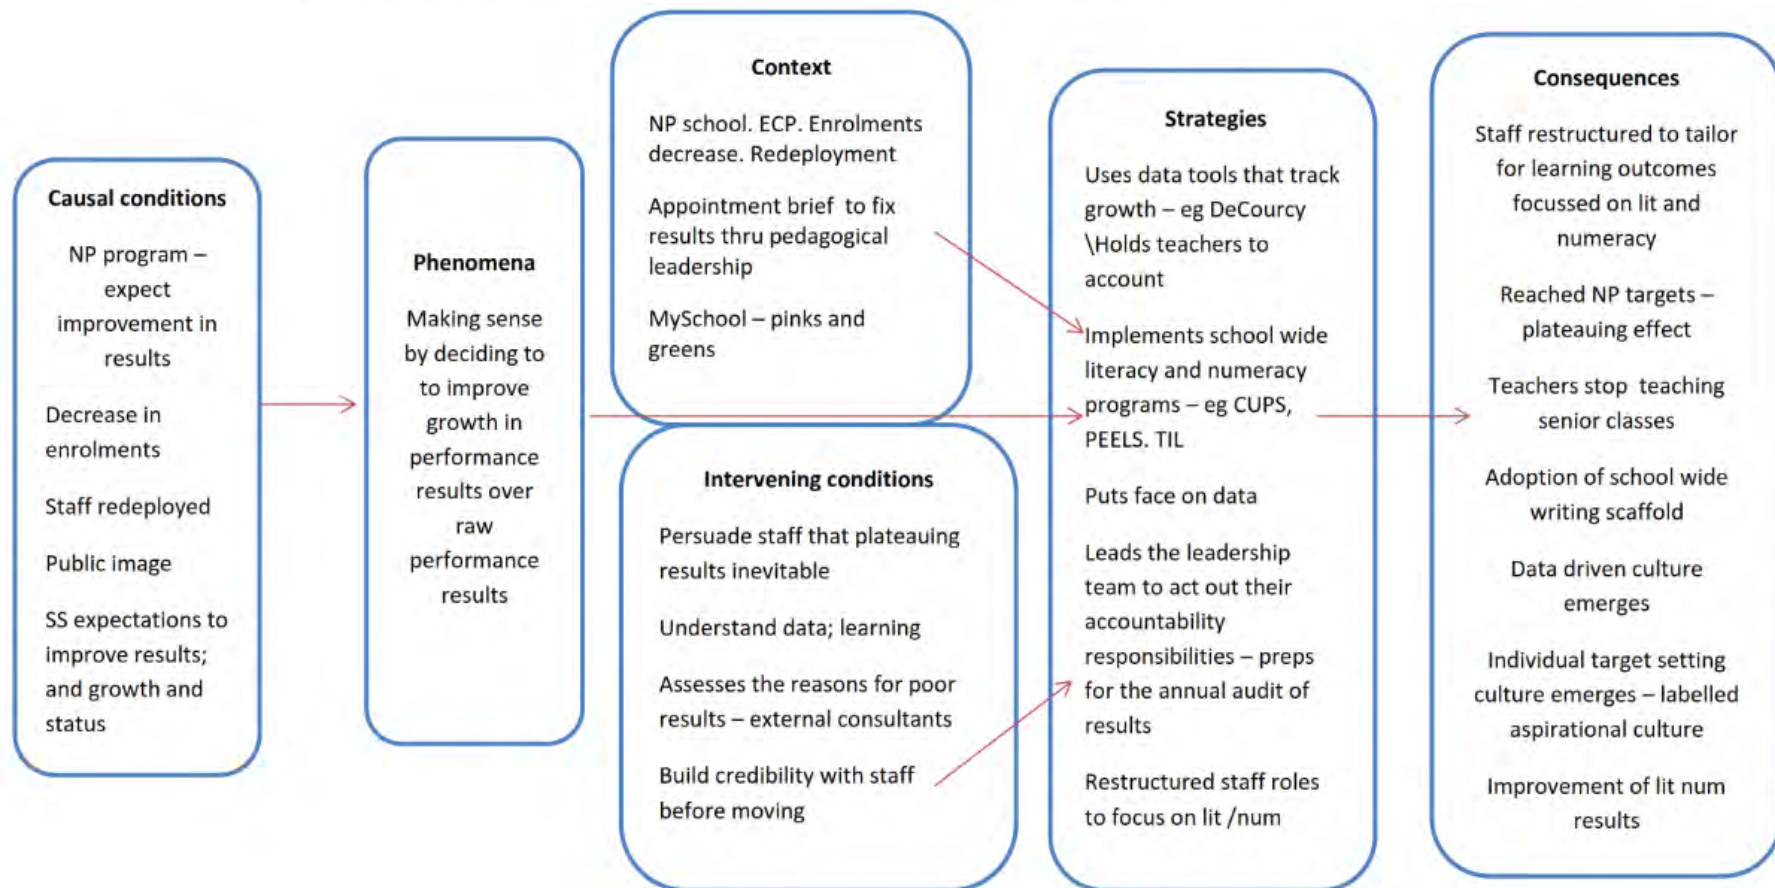 Causal conditions
NP program –
expect
improvement in
results
Decrease in
enrolments
Staff redeployed
Public image
SS expectations to
improve results;
and growth and
status
Phenomena
Making sense
by deciding to
to improve
growth in
performance
results over
raw
performance
results
Context
NP school. ECP. Enrolments
decrease. Redeployment
Appointment brief to fix
results thru pedagogical
leadership
MySchool – pinks and
greens
Intervening conditions
Persuade staff that plateauing
results inevitable
Understand data; learning
Assesses the reasons for poor
results – external consultants
Build credibility with staff
before moving
Strategies
Uses data tools that track
growth – eg DeCourcy
\Holds teachers to
account
Implements school wide
literacy and numeracy
programs – eg CUPS,
PEELS. TIL
Puts face on data
Leads the leadership
team to act out their
accountability
responsibilities – preps
for the annual audit of
results
Restructured staff roles
to focus on lit /num
Consequences
Staff restructured to tailor
for learning outcomes
focussed on lit and
numeracy
Reached NP targets –
plateauing effect
Teachers stop teaching
senior classes
Adoption of school wide
writing scaffold
Data driven culture
emerges
Individual target setting
culture emerges – labelled
aspirational culture
Improvement of lit num
results